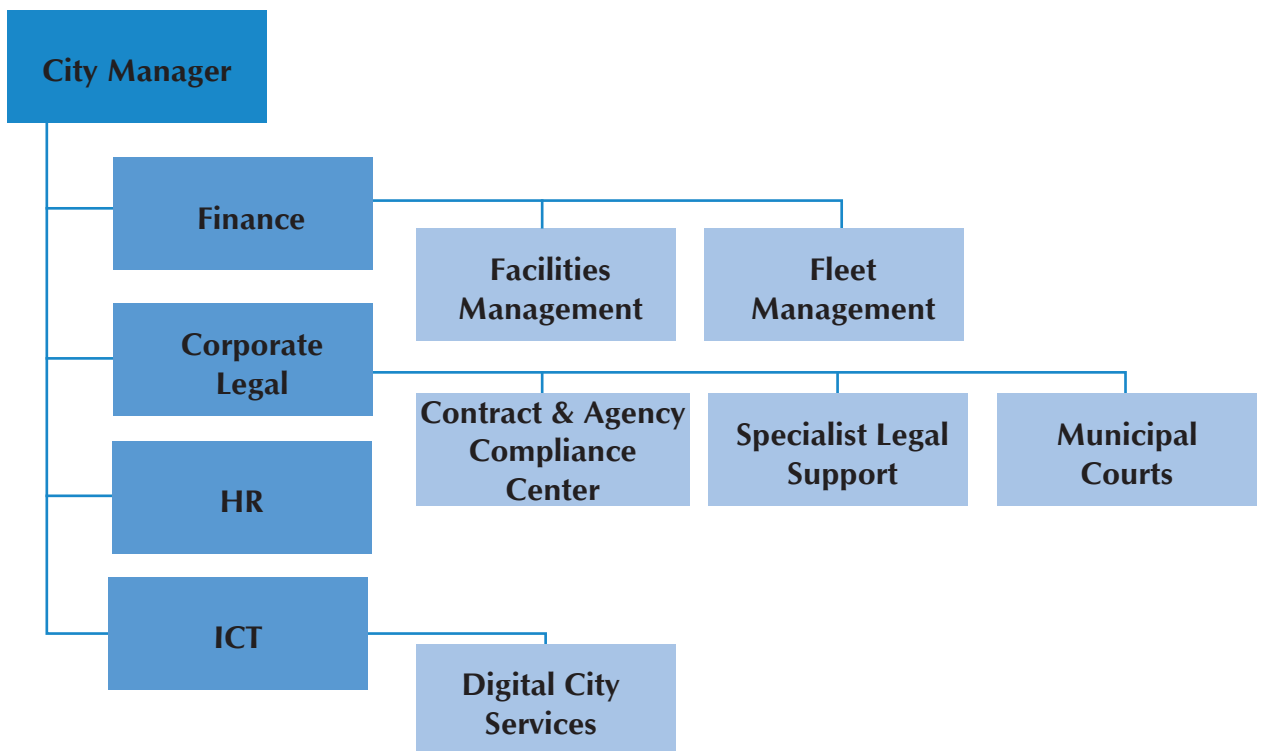 City Manager
Finance
Facilities
Management
Fleet
Management
Corporate
Legal
Contract & Agency
Compliance
Center
Specialist Legal
Support
Municipal
Courts
HR
ICT
Digital City
Services